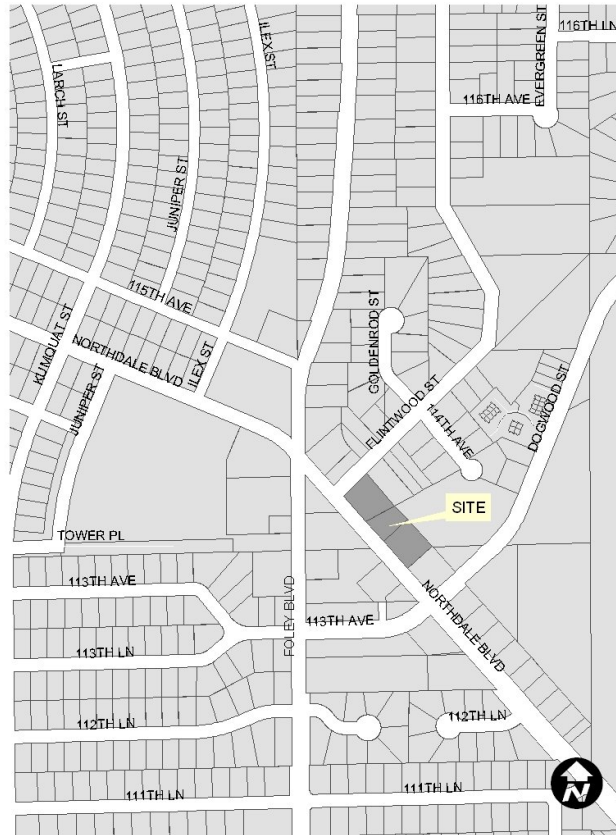 116TH LN
EVERGREEN ST
116TH AVE
ILEX ST
LARCH ST
JUNIPER ST
115TH AVE
KUMQUAT ST
NORTHDALE BLVD
ILEX ST
JUNIPER ST
GOLDENROD ST
FLINTWOOD ST
114TH AVE
DOGWOOD ST
SITE
TOWER PL
113TH AVE
FOLEY BLVD
113TH AVE
NORTHDALE BLVD
113TH LN
112TH LN
112TH LN
111TH LN
111TH LN
N